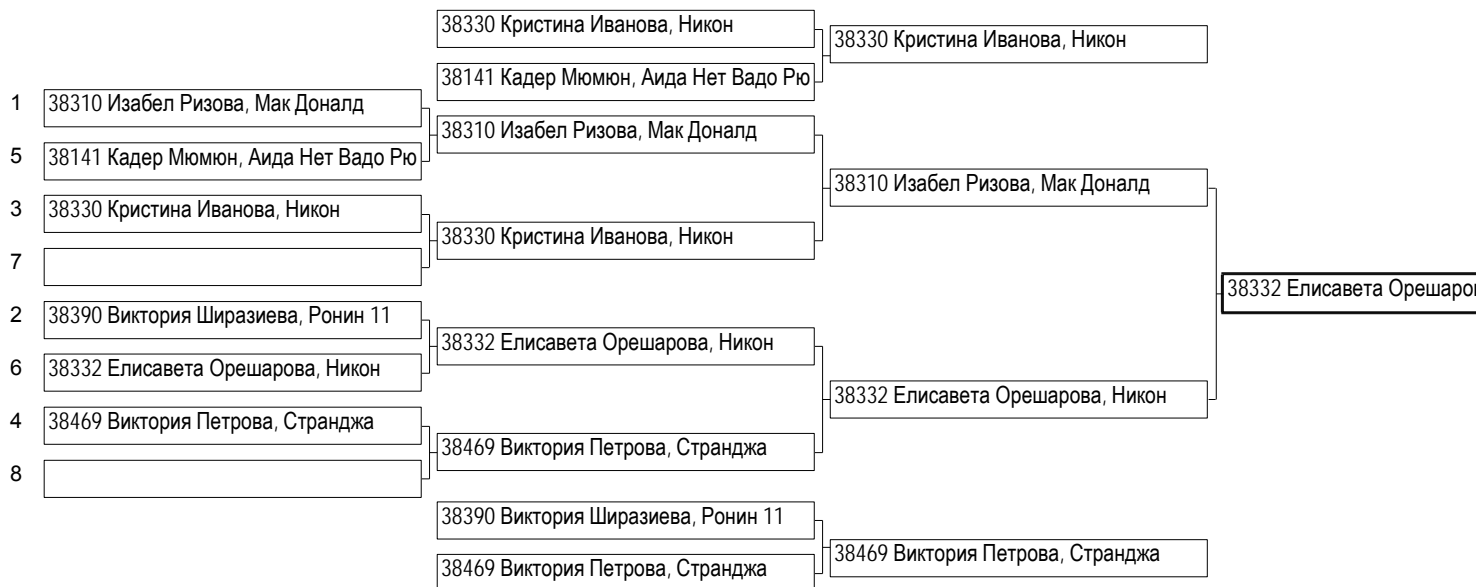 38330 Кристина Иванова, Никон
38330 Кристина Иванова, Никон
38141 Кадер Мюмюн, Аида Нет Вадо Рю
1 38310 Изабел Ризова, Мак Доналд
38310 Изабел Ризова, Мак Доналд
5 38141 Кадер Мюмюн, Аида Нет Вадо Рю
38310 Изабел Ризова, Мак Доналд
3 38330 Кристина Иванова, Никон
38330 Кристина Иванова, Никон
7
38332 Елисавета
2 38390 Виктория Ширазиева, Ронин 11
38332 Елисавета Орешарова, Никон
6 38332 Елисавета Орешарова, Никон
38332 Елисавета Орешарова, Никон
4 38469 Виктория Петрова, Странджа
38469 Виктория Петрова, Странджа
8
38390 Виктория Ширазиева, Ронин 11
38469 Виктория Петрова, Странджа
38469 Виктория Петрова, Странджа